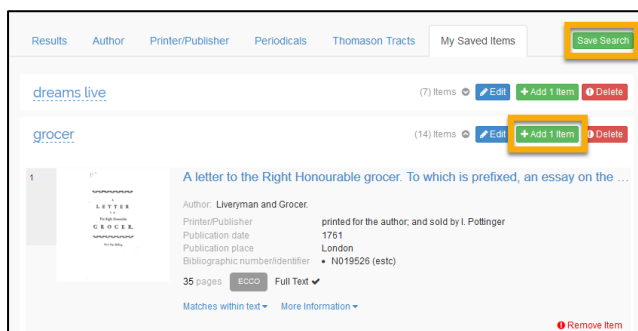 Results Author Printer/Publisher Periodicals Thomason Tracts My Saved Items Save Search
dreams live (7) Items Edit + Add 1 Item Delete
grocer (14) Items Edit + Add 1 Item Delete
1 A letter to the Right Honourable grocer. To which is prefixed, an essay on the ...
A
LETTER
TO THE
Right Honourable
GROCER.
Author: Liveryman and Grocer.
Printer/Publisher printed for the author; and sold by I. Pottinger
Publication date 1761
Publication place London
Bibliographic number/identifier • N019526 (estc)
35 pages ECCO Full Text ✔
Matches within text More Information
Remove Item